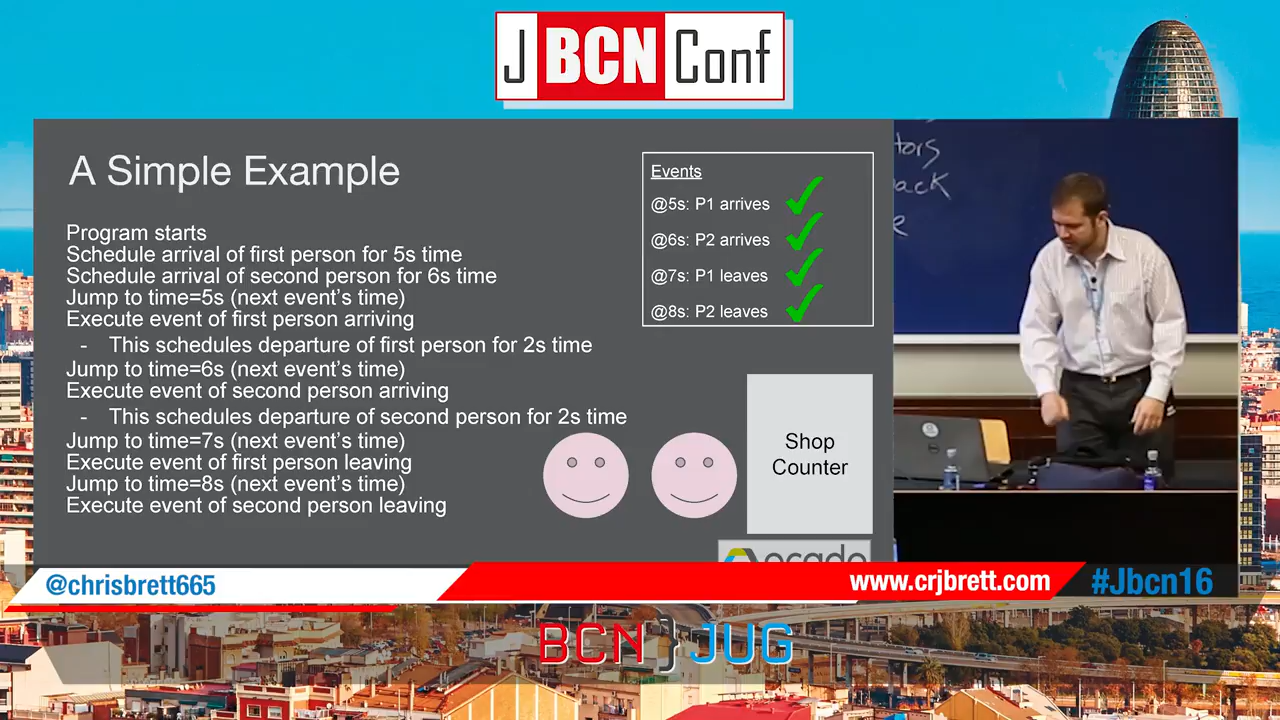 J BCN Conf
A Simple Example
Program starts
Schedule arrival of first person for 5s time
Schedule arrival of second person for 6s time
Jump to time=5s (next event's time)
Execute event of first person arriving
- This schedules departure of first person for 2s time
Jump to time=6s (next event's time)
Execute event of second person arriving
- This schedules departure of second person for 2s time
Jump to time=7s (next event's time)
Execute event of first person leaving
Jump to time=8s (next event's time)
Execute event of second person leaving
Events
@5s: P1 arrives
@6s: P2 arrives
@7s: P1 leaves
@8s: P2 leaves
Shop
Counter
ocado
@chrisbrett665
www.crjbrett.com
#Jbcn16
BCN JUG